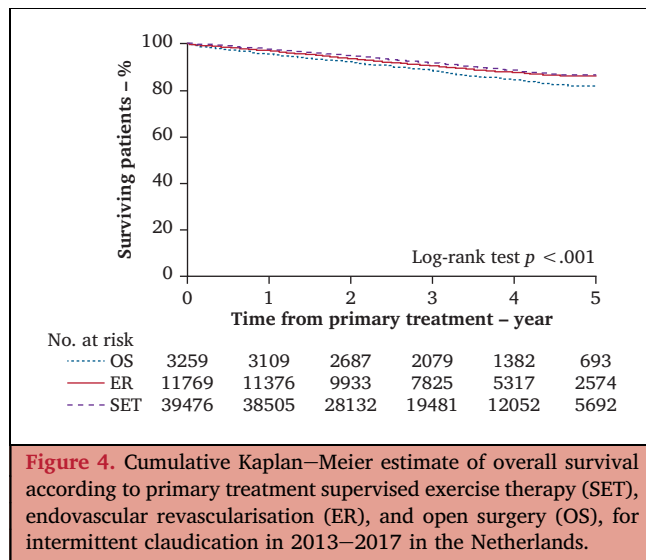 100
80
60
40
20
0
Surviving patients – %
Log-rank test p <.001
0 1 2 3 4 5
Time from primary treatment – year
No. at risk
OS 3259 3109 2687 2079 1382 693
ER 11769 11376 9933 7825 5317 2574
SET 39476 38505 28132 19481 12052 5692
Figure 4. Cumulative Kaplan–Meier estimate of overall survival
according to primary treatment supervised exercise therapy (SET),
endovascular revascularisation (ER), and open surgery (OS), for
intermittent claudication in 2013–2017 in the Netherlands.